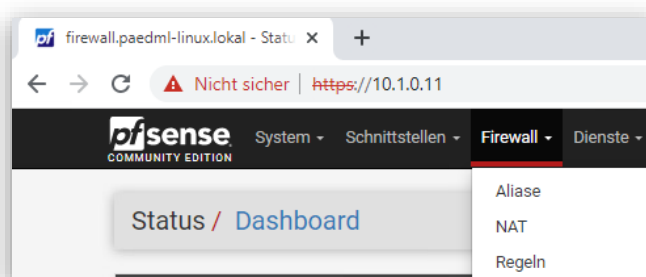 pf firewall.paedml-linux.lokal - Statu
Nicht sicher | https://10.1.0.11
pfsense System Schnittstellen Firewall Dienste
COMMUNITY EDITION
Status / Dashboard
Aliase
NAT
Regeln